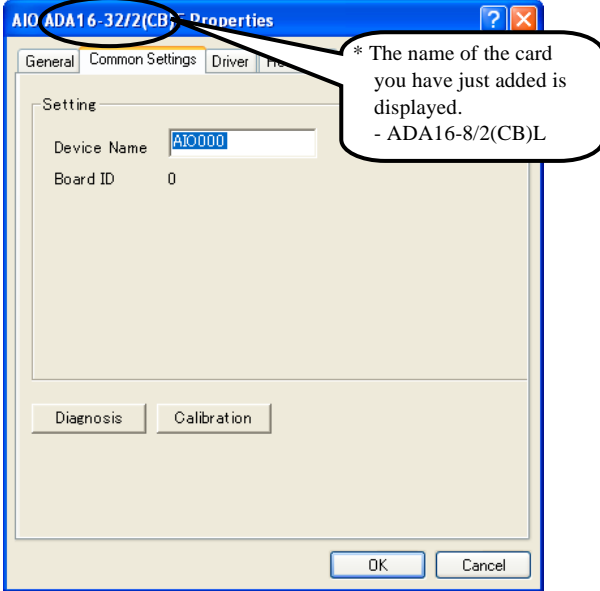 AIO ADA16-32/2(CB)F Properties
* The name of the card
you have just added is
displayed.
- ADA16-8/2(CB)L
General Common Settings Driver
Setting
Device Name AIO000
Board ID 0
Diagnosis Calibration
OK Cancel